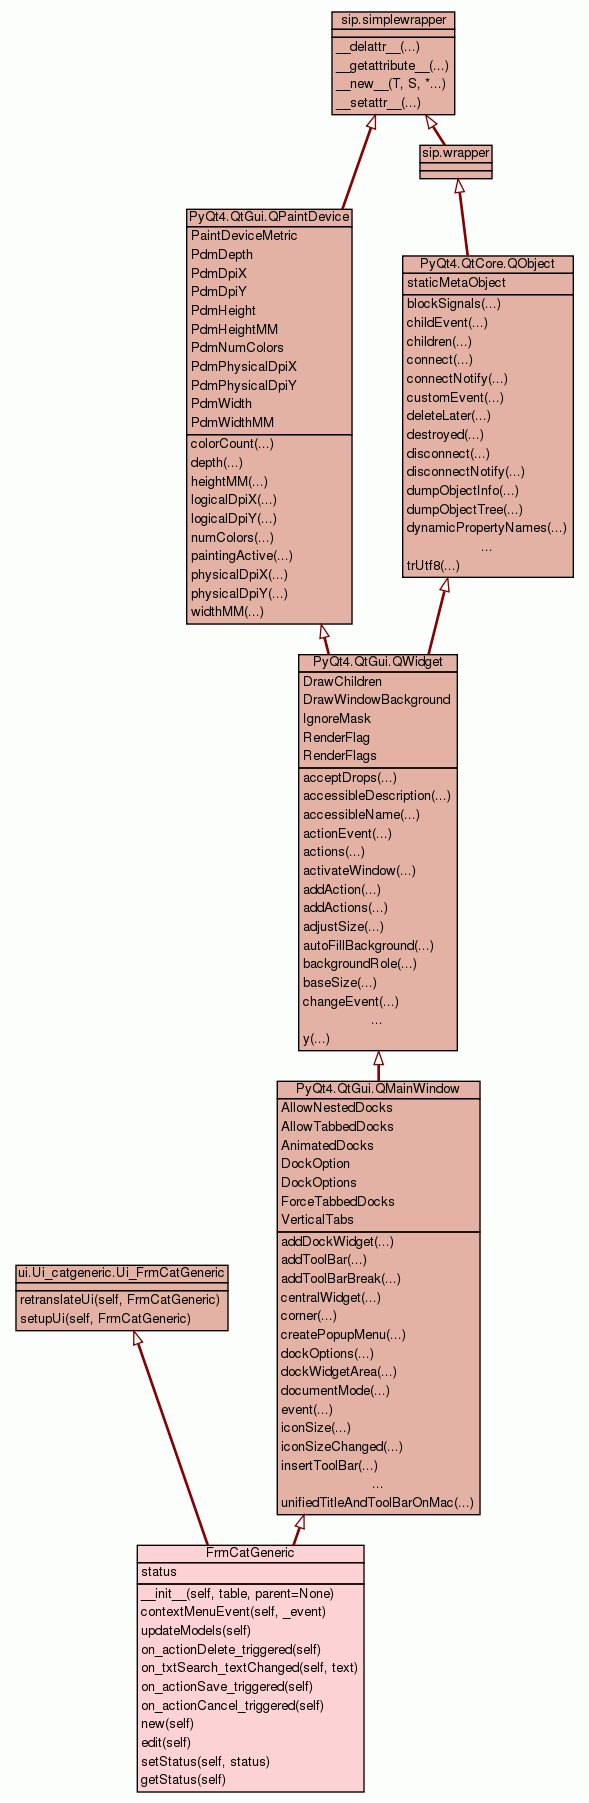 sip.simplewrapper
__delattr__(...)
__getattribute__(...)
__new__(T, S, *...)
__setattr__(...)
sip.wrapper
PyQt4.QtGui.QPaintDevice
PaintDeviceMetric
PdmDepth
PdmDpiX
PdmDpiY
PdmHeight
PdmHeightMM
PdmNumColors
PdmPhysicalDpiX
PdmPhysicalDpiY
PdmWidth
PdmWidthMM
colorCount(...)
depth(...)
heightMM(...)
logicalDpiX(...)
logicalDpiY(...)
numColors(...)
paintingActive(...)
physicalDpiX(...)
physicalDpiY(...)
widthMM(...)
PyQt4.QtCore.QObject
staticMetaObject
blockSignals(...)
childEvent(...)
children(...)
connect(...)
connectNotify(...)
customEvent(...)
deleteLater(...)
destroyed(...)
disconnect(...)
disconnectNotify(...)
dumpObjectInfo(...)
dumpObjectTree(...)
dynamicPropertyNames(...)
...
trUtf8(...)
PyQt4.QtGui.QWidget
DrawChildren
DrawWindowBackground
IgnoreMask
RenderFlag
RenderFlags
acceptDrops(...)
accessibleDescription(...)
accessibleName(...)
actionEvent(...)
actions(...)
activateWindow(...)
addAction(...)
addActions(...)
adjustSize(...)
autoFillBackground(...)
backgroundRole(...)
baseSize(...)
changeEvent(...)
...
y(...)
PyQt4.QtGui.QMainWindow
AllowNestedDocks
AllowTabbedDocks
AnimatedDocks
DockOption
DockOptions
ForceTabbedDocks
VerticalTabs
addDockWidget(...)
addToolBar(...)
addToolBarBreak(...)
centralWidget(...)
corner(...)
createPopupMenu(...)
dockOptions(...)
dockWidgetArea(...)
documentMode(...)
event(...)
iconSize(...)
iconSizeChanged(...)
insertToolBar(...)
...
unifiedTitleAndToolBarOnMac(...)
ui.Ui_catgeneric.Ui_FrmCatGeneric
retranslateUi(self, FrmCatGeneric)
setupUi(self, FrmCatGeneric)
FrmCatGeneric
status
__init__(self, table, parent=None)
contextMenuEvent(self, _event)
updateModels(self)
on_actionDelete_triggered(self)
on_txtSearch_textChanged(self, text)
on_actionSave_triggered(self)
on_actionCancel_triggered(self)
new(self)
edit(self)
setStatus(self, status)
getStatus(self)